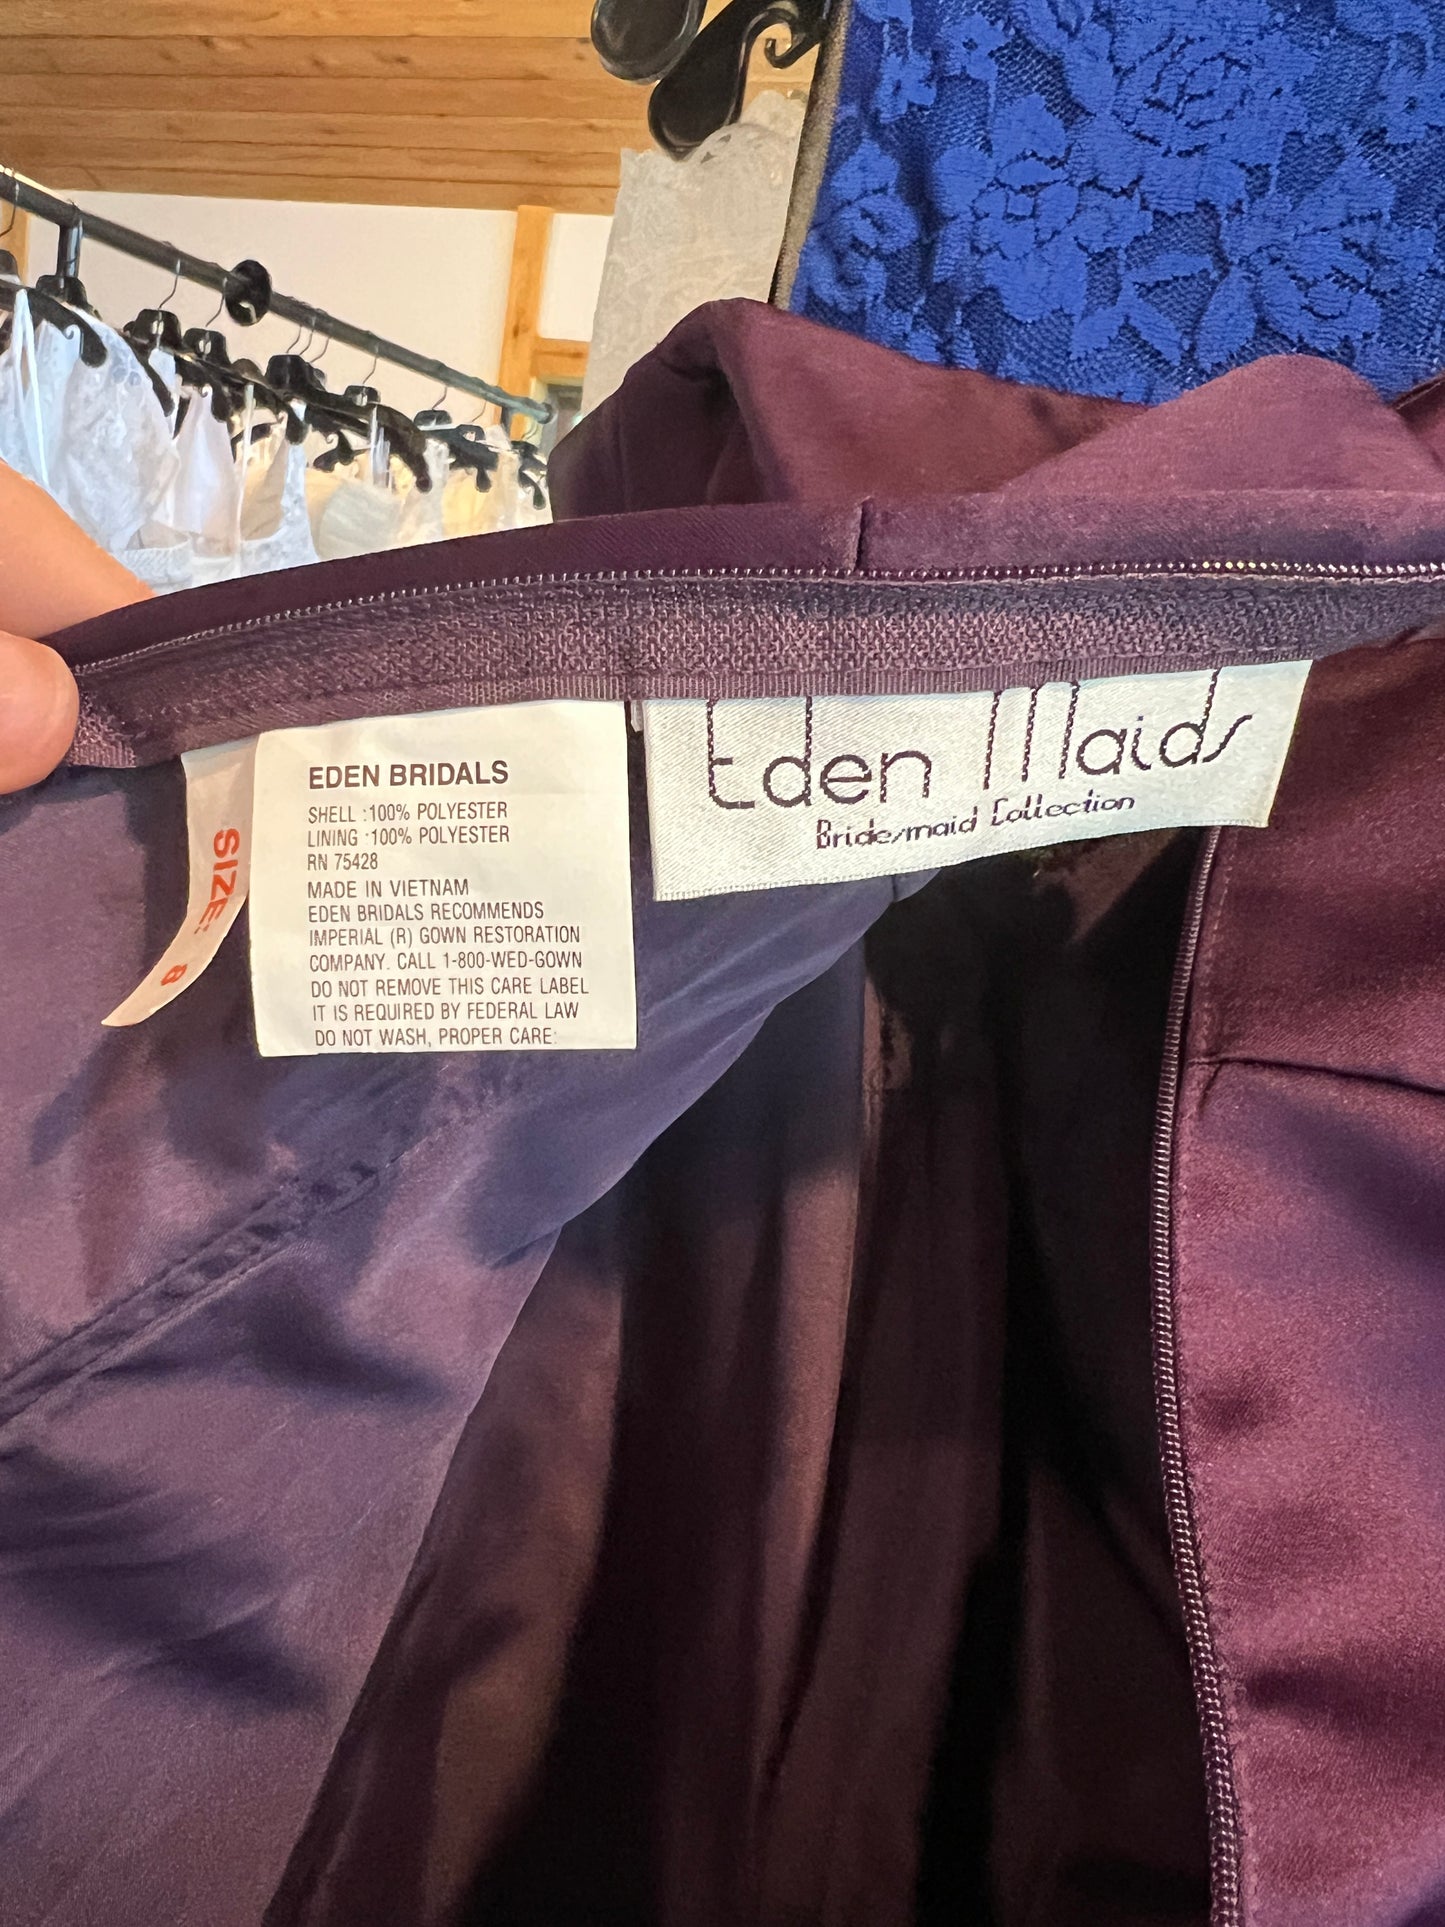 SIZE: 8
EDEN BRIDALS
SHELL :100% POLYESTER
LINING :100% POLYESTER
RN 75428
MADE IN VIETNAM
EDEN BRIDALS RECOMMENDS
IMPERIAL (R) GOWN RESTORATION
COMPANY. CALL 1-800-WED-GOWN
DO NOT REMOVE THIS CARE LABEL
IT IS REQUIRED BY FEDERAL LAW
DO NOT WASH, PROPER CARE:
Eden Maids
Bridesmaid Collection